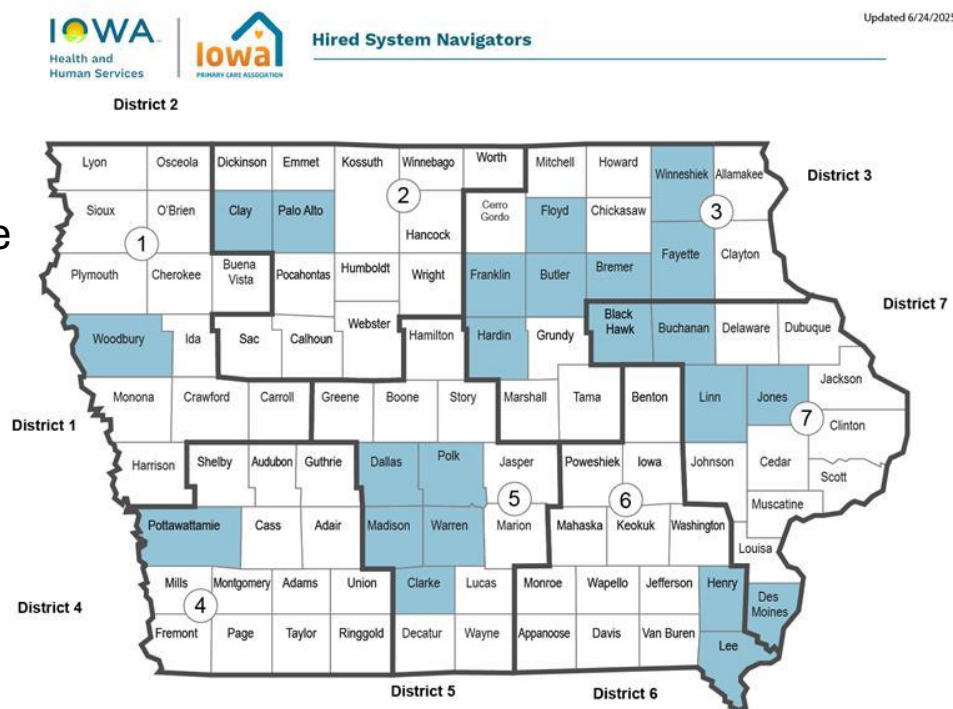 IOWA
Health and
Human Services
Iowa
PRIMARY CARE ASSOCIATION
Hired System Navigators
Updated 6/24/2025
District 2
Lyon Osceola Dickinson Emmet Kossuth Winnebago Worth Mitchell Howard Winneshiek Allamakee
District 3
Sioux O'Brien Clay Palo Alto 2 Hancock Cerro Gordo Floyd Chickasaw 3
e
1
Plymouth Cherokee Buena Vista Pocahontas Humboldt Wright Franklin Butler Bremer Fayette Clayton
District 7
Woodbury Ida Sac Calhoun Webster Hamilton Hardin Grundy Black Hawk Buchanan Delaware Dubuque
Monona Crawford Carroll Greene Boone Story Marshall Tama Benton Linn Jones Jackson
7
Clinton
District 1
Harrison Shelby Audubon Guthrie Dallas Polk Jasper Poweshiek Iowa Johnson Cedar Scott
5
6
Muscatine
Pottawattamie Cass Adair Madison Warren Marion Mahaska Keokuk Washington Louisa
Mills Montgomery Adams Union Clarke Lucas Monroe Wapello Jefferson Henry Des Moines
District 4
4
Fremont Page Taylor Ringgold Decatur Wayne Appanoose Davis Van Buren Lee
District 5
District 6